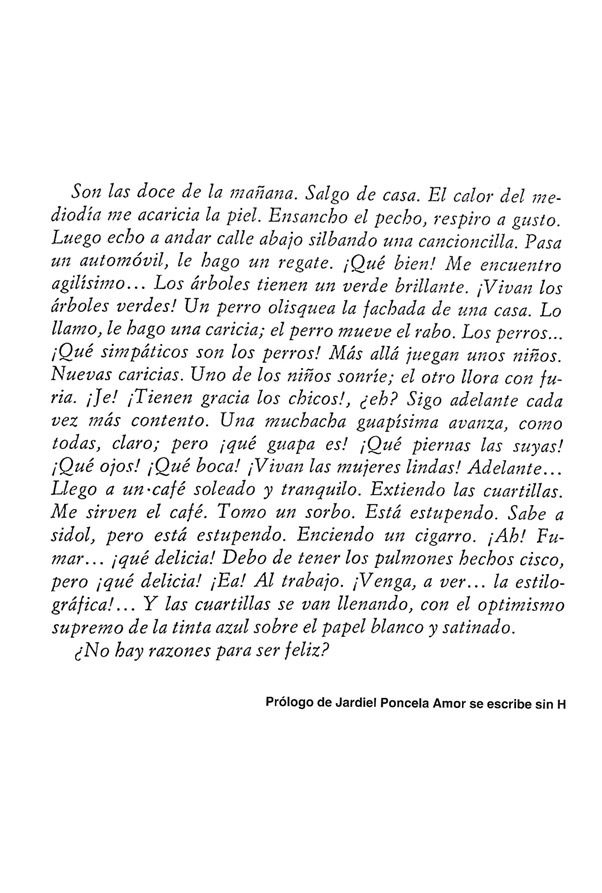 Son las doce de la mañana. Salgo de casa. El calor del me-
diodía me acaricia la piel. Ensancho el pecho, respiro a gusto.
Luego echo a andar calle abajo silbando una cancioncilla. Pasa
un automóvil, le hago un regate. ¡Qué bien! Me encuentro
agilísimo... Los árboles tienen un verde brillante. ¡Vivan los
árboles verdes! Un perro olisquea la fachada de una casa. Lo
llamo, le hago una caricia; el perro mueve el rabo. Los perros...
¡Qué simpáticos son los perros! Más allá juegan unos niños.
Nuevas caricias. Uno de los niños sonríe; el otro llora con fu-
ria. ¡Je! ¡Tienen gracia los chicos!, ¿eh? Sigo adelante cada
vez más contento. Una muchacha guapísima avanza, como
todas, claro; pero ¡qué guapa es! ¡Qué piernas las suyas!
¡Qué ojos! ¡Qué boca! ¡Vivan las mujeres lindas! Adelante...
Llego a un café soleado y tranquilo. Extiendo las cuartillas.
Me sirven el café. Tomo un sorbo. Está estupendo. Sabe a
sidol, pero está estupendo. Enciendo un cigarro. ¡Ah! Fu-
mar... ¡qué delicia! Debo de tener los pulmones hechos cisco,
pero ¡qué delicia! ¡Ea! Al trabajo. ¡Venga, a ver... la estilo-
gráfica!... Y las cuartillas se van llenando, con el optimismo
supremo de la tinta azul sobre el papel blanco y satinado.
¿No hay razones para ser feliz?
Prólogo de Jardiel Poncela Amor se escribe sin H